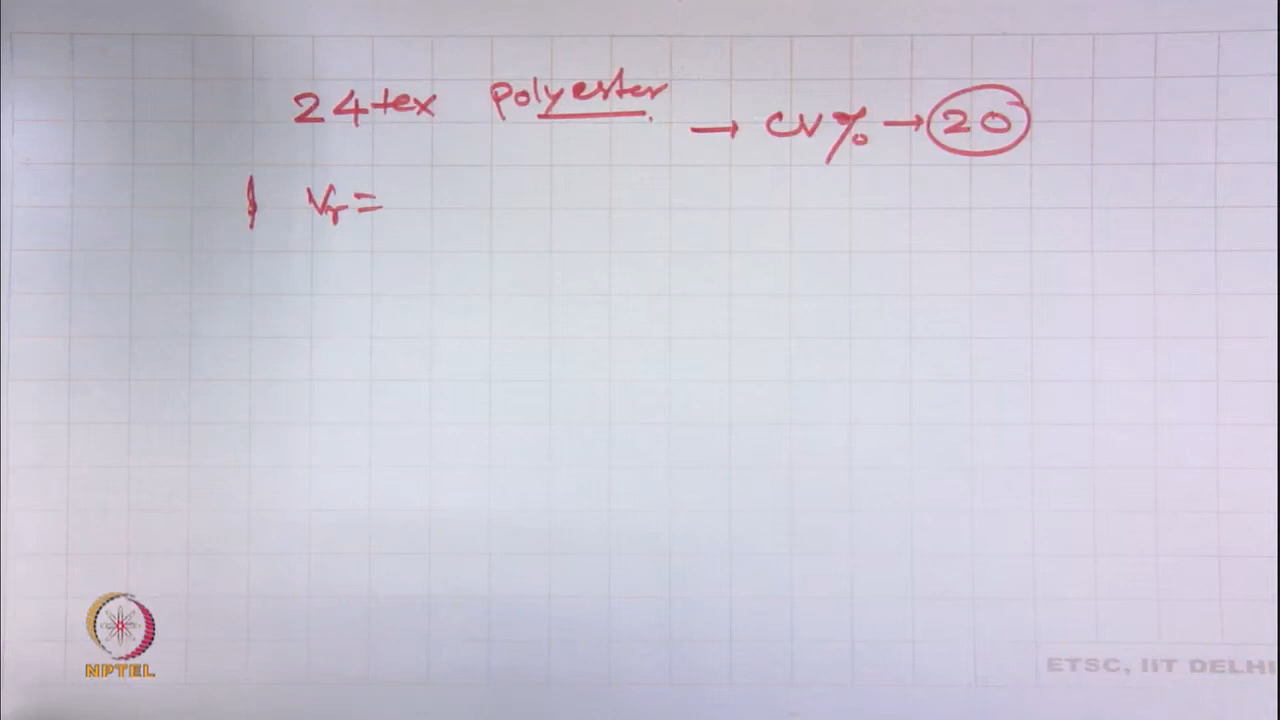 24 tex polyester → CV% → 20
Vr =
NPTEL
ETSC, IIT DELHI